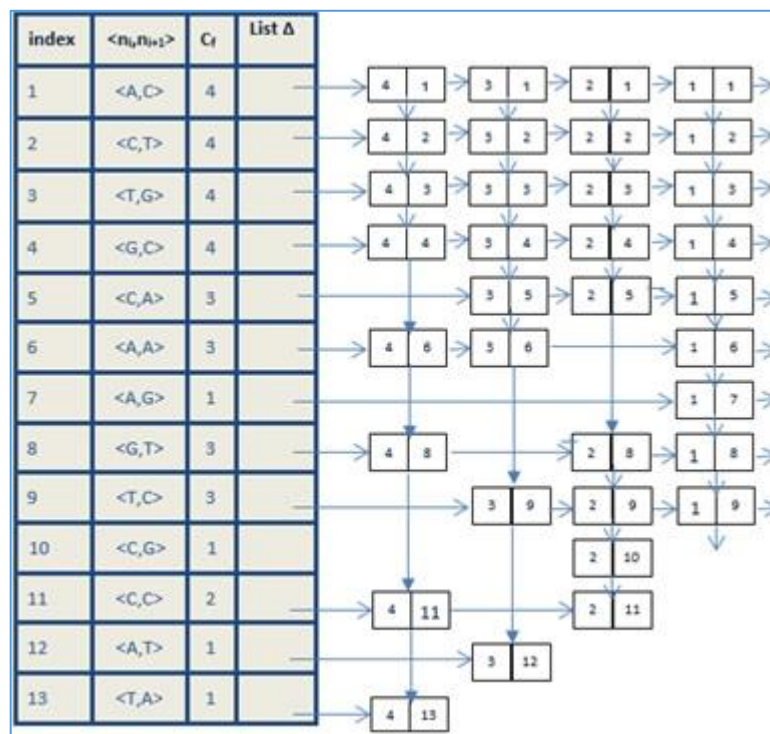 index <nᵢ,nᵢ₊₁> Cf List Δ
1 <A,C> 4 4 1 3 1 2 1 1 1
2 <C,T> 4 4 2 3 2 2 2 1 2
3 <T,G> 4 4 3 3 3 2 3 1 3
4 <G,C> 4 4 4 3 4 2 4 1 4
5 <C,A> 3 3 5 2 5 1 5
6 <A,A> 3 4 6 3 6 1 6
7 <A,G> 1 1 7
8 <G,T> 3 4 8 2 8 1 8
9 <T,C> 3 3 9 2 9 1 9
10 <C,G> 1 2 10
11 <C,C> 2 4 11 2 11
12 <A,T> 1 3 12
13 <T,A> 1 4 13